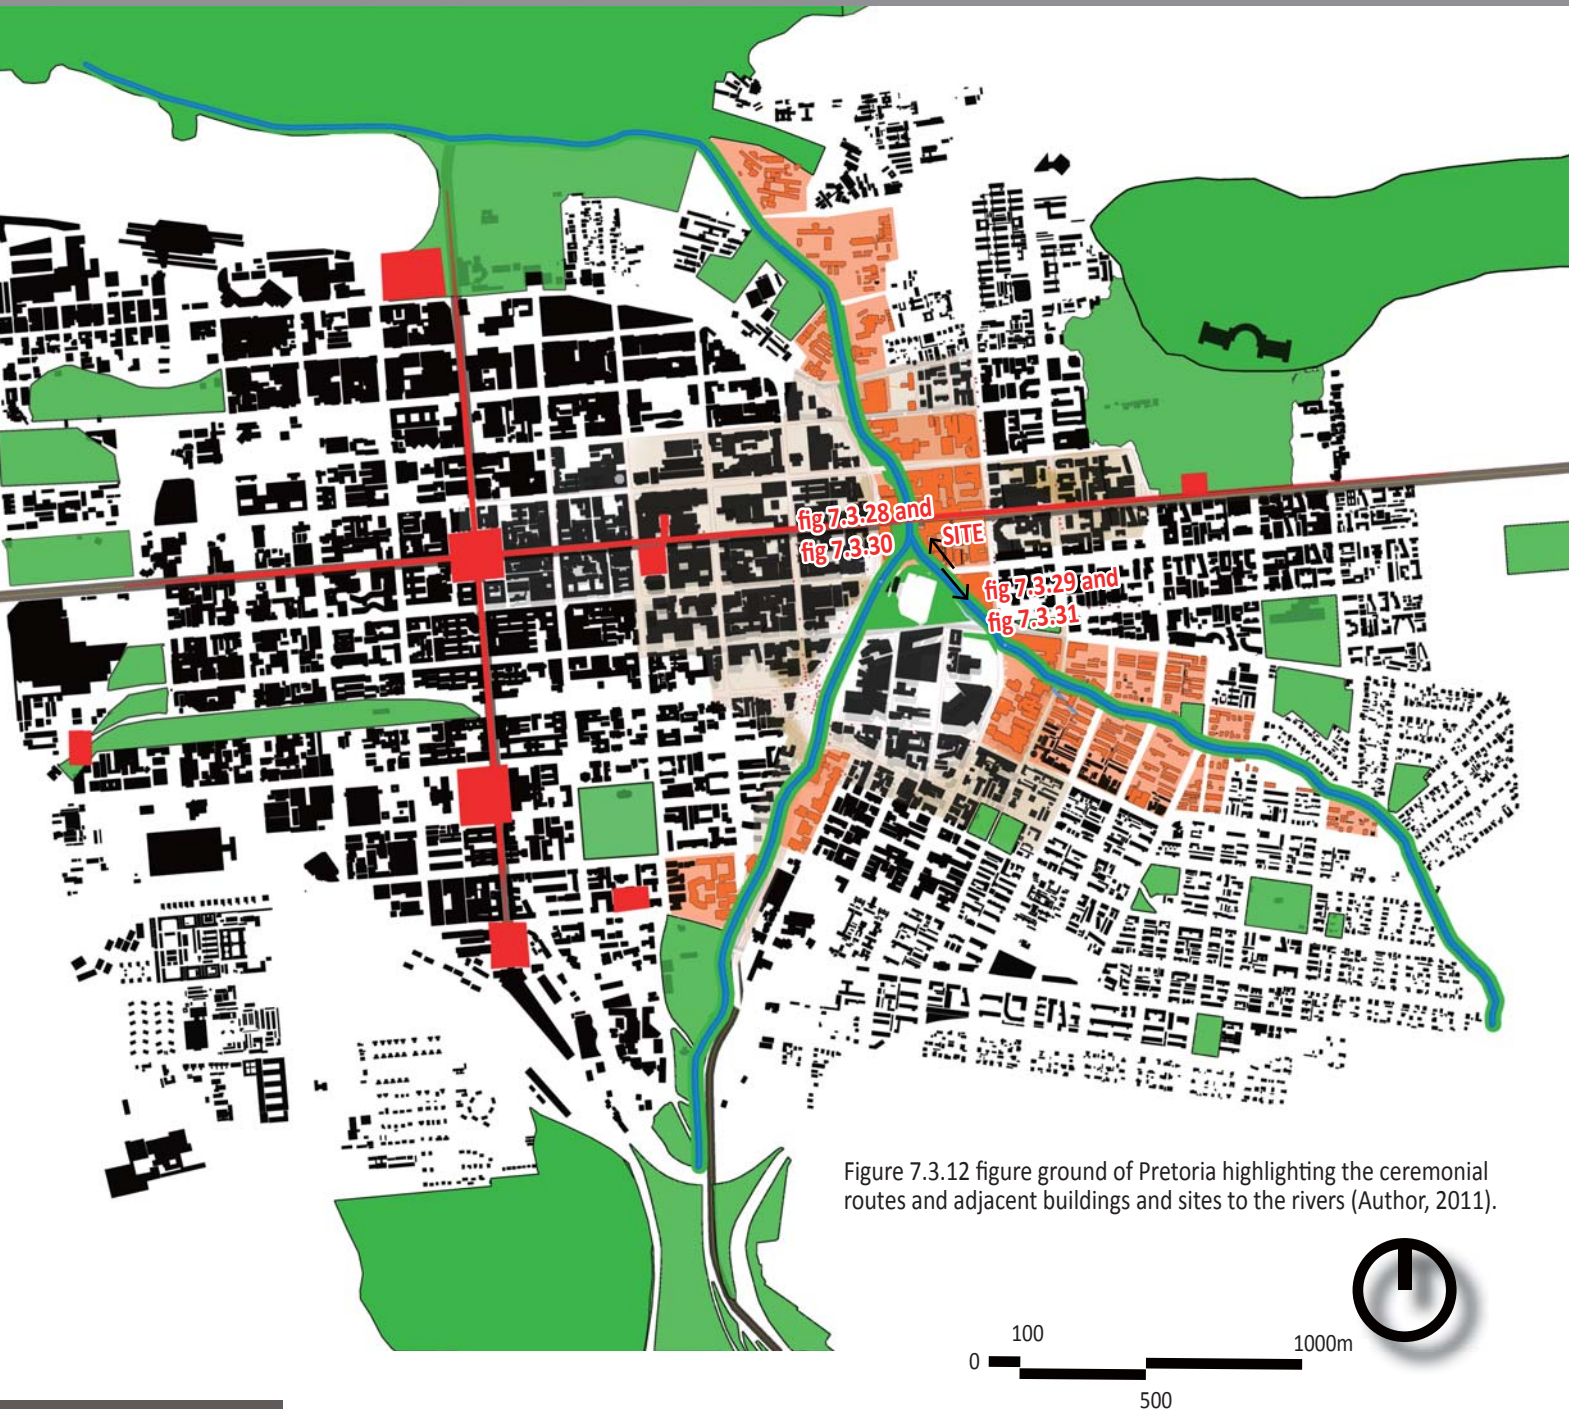 fig 7.3.28 and
fig 7.3.30
SITE
fig 7.3.29 and
fig 7.3.31
Figure 7.3.12 figure ground of Pretoria highlighting the ceremonial
routes and adjacent buildings and sites to the rivers (Author, 2011).
100
1000m
0
500